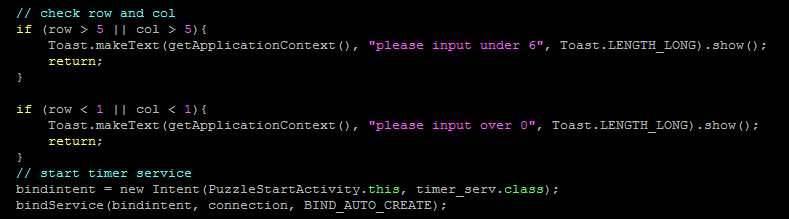 // check row and col
if (row > 5 || col > 5){
    Toast.makeText(getApplicationContext(), "please input under 6", Toast.LENGTH_LONG).show();
    return;
}

if (row < 1 || col < 1){
    Toast.makeText(getApplicationContext(), "please input over 0", Toast.LENGTH_LONG).show();
    return;
}
// start timer service
bindintent = new Intent(PuzzleStartActivity.this, timer_serv.class);
bindService(bindintent, connection, BIND_AUTO_CREATE);